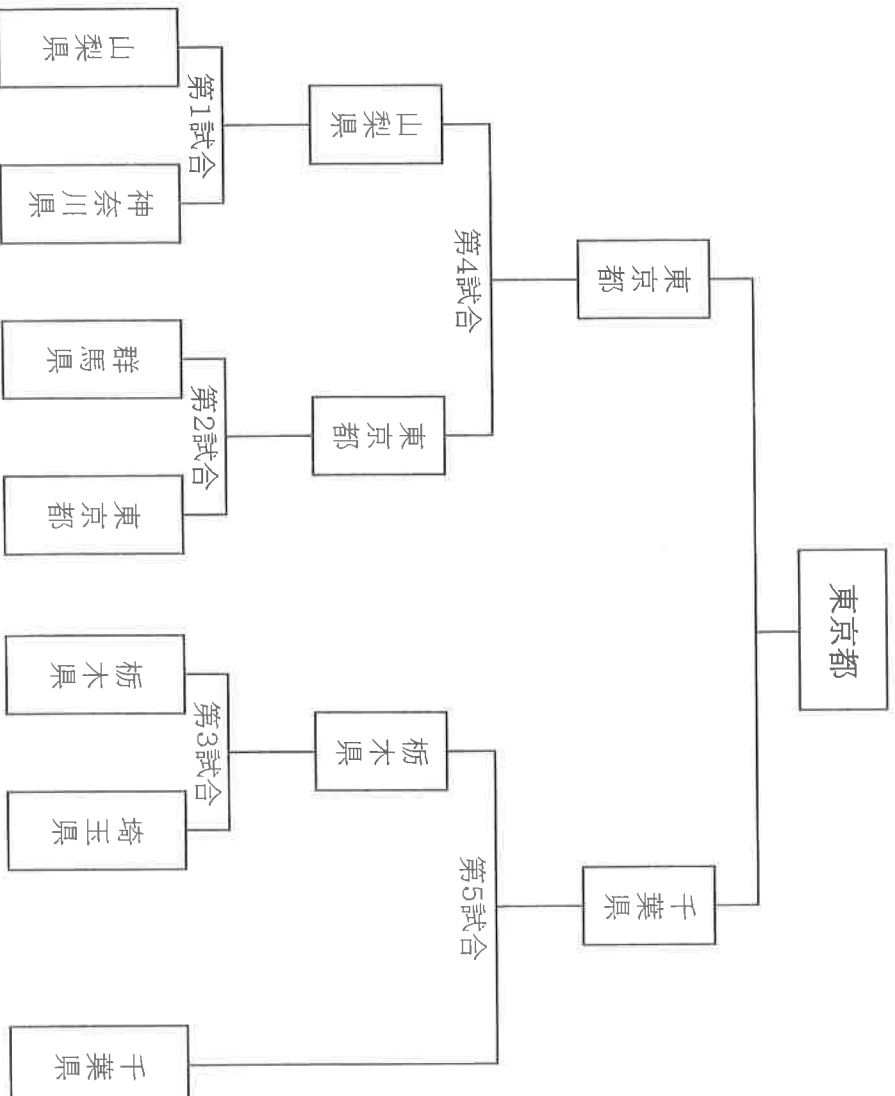 東京都
東京都
千葉県
第4試合
第5試合
山梨県
東京都
栃木県
第1試合
第2試合
第3試合
山梨県
神奈川県
群馬県
東京都
栃木県
埼玉県
千葉県